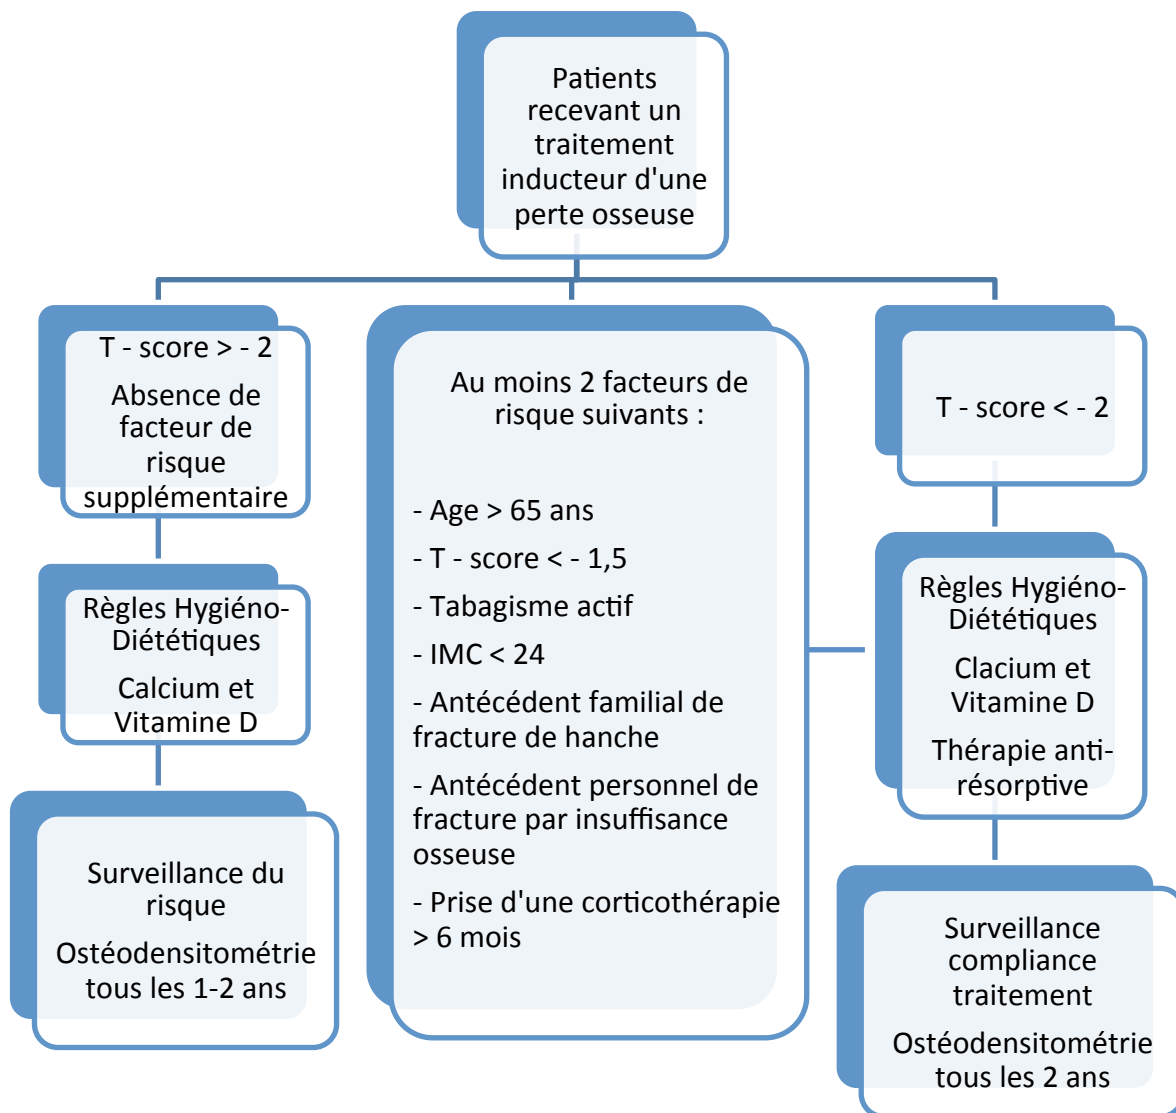 Patients
recevant un
traitement
inducteur d'une
perte osseuse
T - score > - 2
Absence de
facteur de
risque
supplémentaire
Règles Hygiéno-
Diététiques
Calcium et
Vitamine D
Surveillance du
risque
Ostéodensitométrie
tous les 1-2 ans
Au moins 2 facteurs de
risque suivants :
- Age > 65 ans
- T - score < - 1,5
- Tabagisme actif
- IMC < 24
- Antécédent familial de
fracture de hanche
- Antécédent personnel de
fracture par insuffisance
osseuse
- Prise d'une corticothérapie
> 6 mois
T - score < - 2
Règles Hygiéno-
Diététiques
Clacium et
Vitamine D
Thérapie anti-
résorptive
Surveillance
compliance
traitement
Ostéodensitométrie
tous les 2 ans